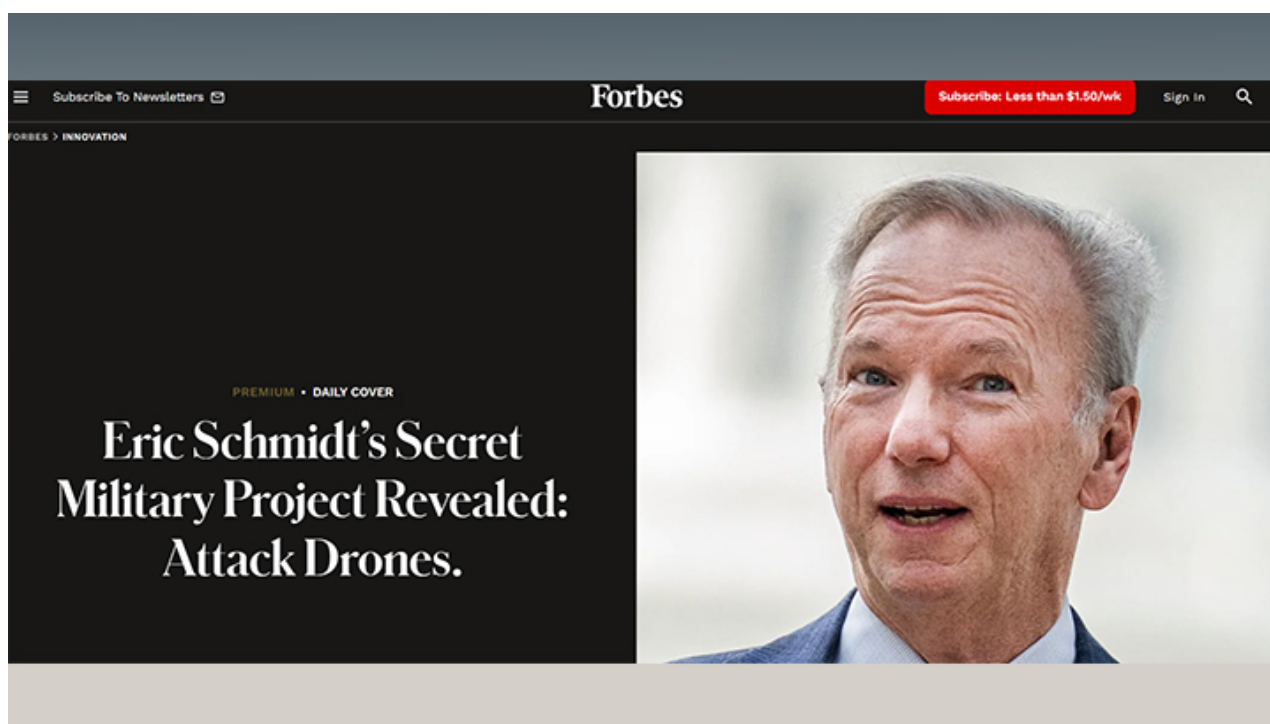 Subscribe To Newsletters
Forbes
Subscribe: Less than $1.50/wk
Sign In
FORBES > INNOVATION
PREMIUM • DAILY COVER
Eric Schmidt's Secret
Military Project Revealed:
Attack Drones.